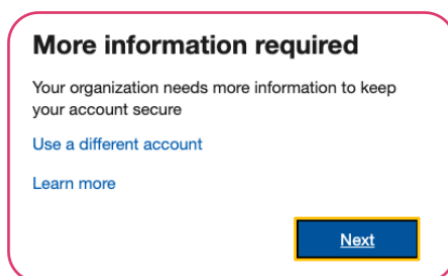 More information required
Your organization needs more information to keep
your account secure
Use a different account
Learn more
Next